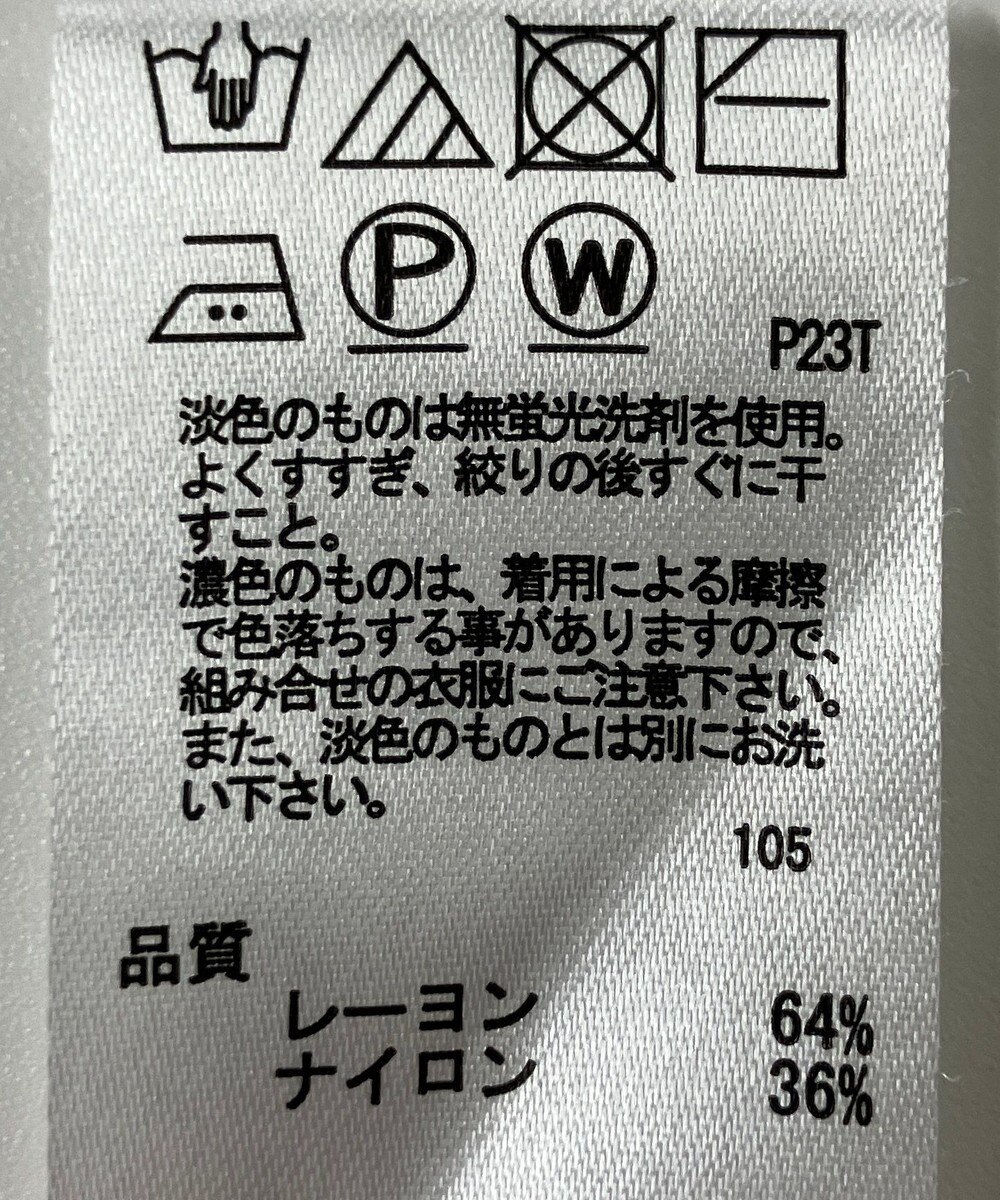 P W
P23T
淡色のものは無蛍光洗剤を使用。
よくすすぎ、絞りの後すぐに干
すこと。
濃色のものは、着用による摩擦
で色落ちする事がありますので、
組み合せの衣服にご注意下さい。
また、淡色のものとは別にお洗
い下さい。
105
品質
レーヨン 64%
ナイロン 36%